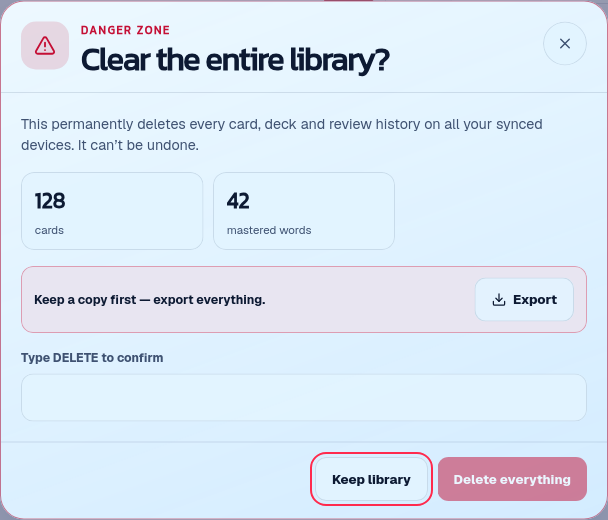 DANGER ZONE
Clear the entire library?
This permanently deletes every card, deck and review history on all your synced
devices. It can’t be undone.
128
cards
42
mastered words
Keep a copy first — export everything.
Export
Type DELETE to confirm
Keep library
Delete everything